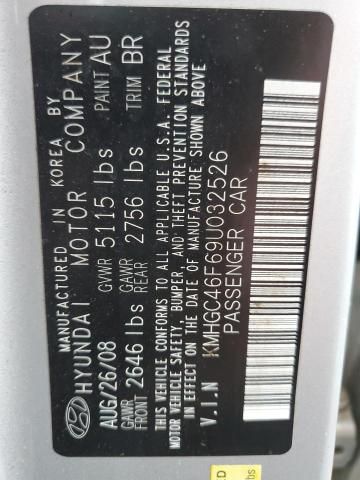 MANUFACTURED IN KOREA BY
HYUNDAI MOTOR COMPANY
AUG/26/08 GVWR 5115 lbs PAINT AU
GAWR FRONT 2646 lbs GAWR REAR 2756 lbs TRIM BR
THIS VEHICLE CONFORMS TO ALL APPLICABLE U.S.A. FEDERAL
MOTOR VEHICLE SAFETY, BUMPER, AND THEFT PREVENTION STANDARDS
IN EFFECT ON THE DATE OF MANUFACTURE SHOWN ABOVE
V.I.N KMHGC46F69U032526
PASSENGER CAR